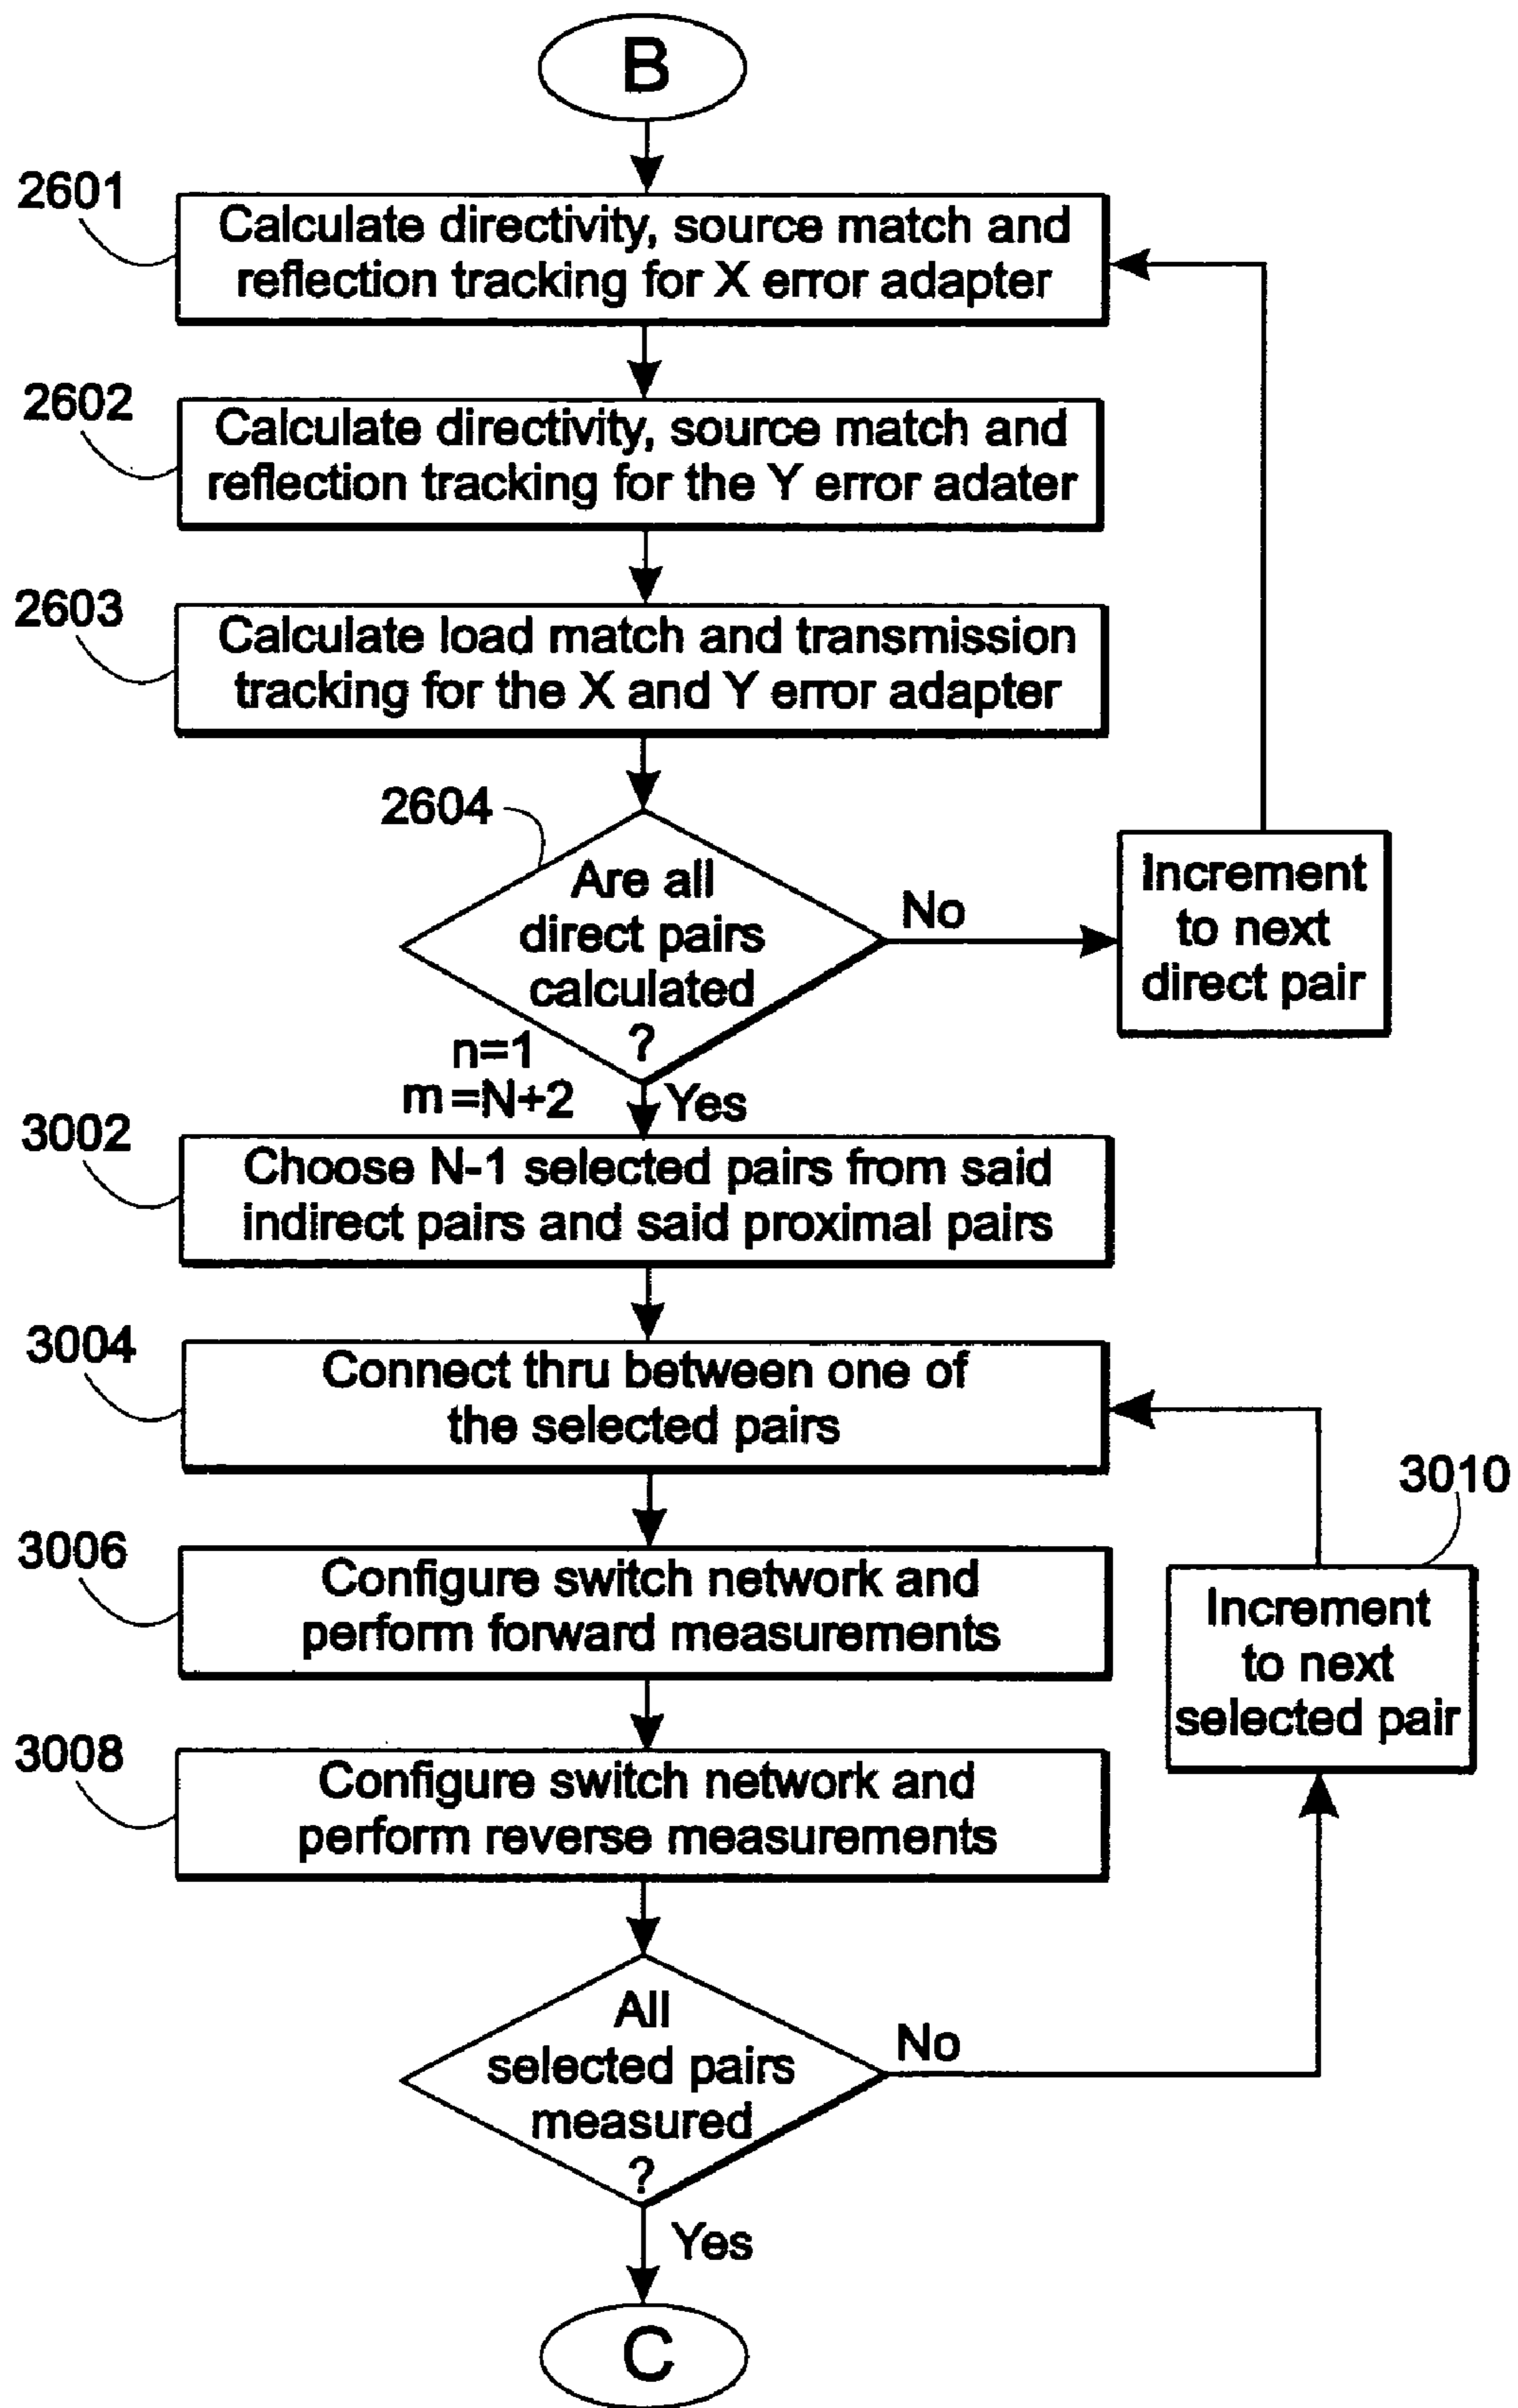 B
2601
Calculate directivity, source match and
reflection tracking for X error adapter
2602
Calculate directivity, source match and
reflection tracking for the Y error adater
2603
Calculate load match and transmission
tracking for the X and Y error adapter
2604
Are all
direct pairs
calculated
?
No
Increment
to next
direct pair
n=1
m=N+2
Yes
3002
Choose N-1 selected pairs from said
indirect pairs and said proximal pairs
3004
Connect thru between one of
the selected pairs
3006
Configure switch network and
perform forward measurements
3010
Increment
to next
selected pair
3008
Configure switch network and
perform reverse measurements
All
selected pairs
measured
?
No
Yes
C